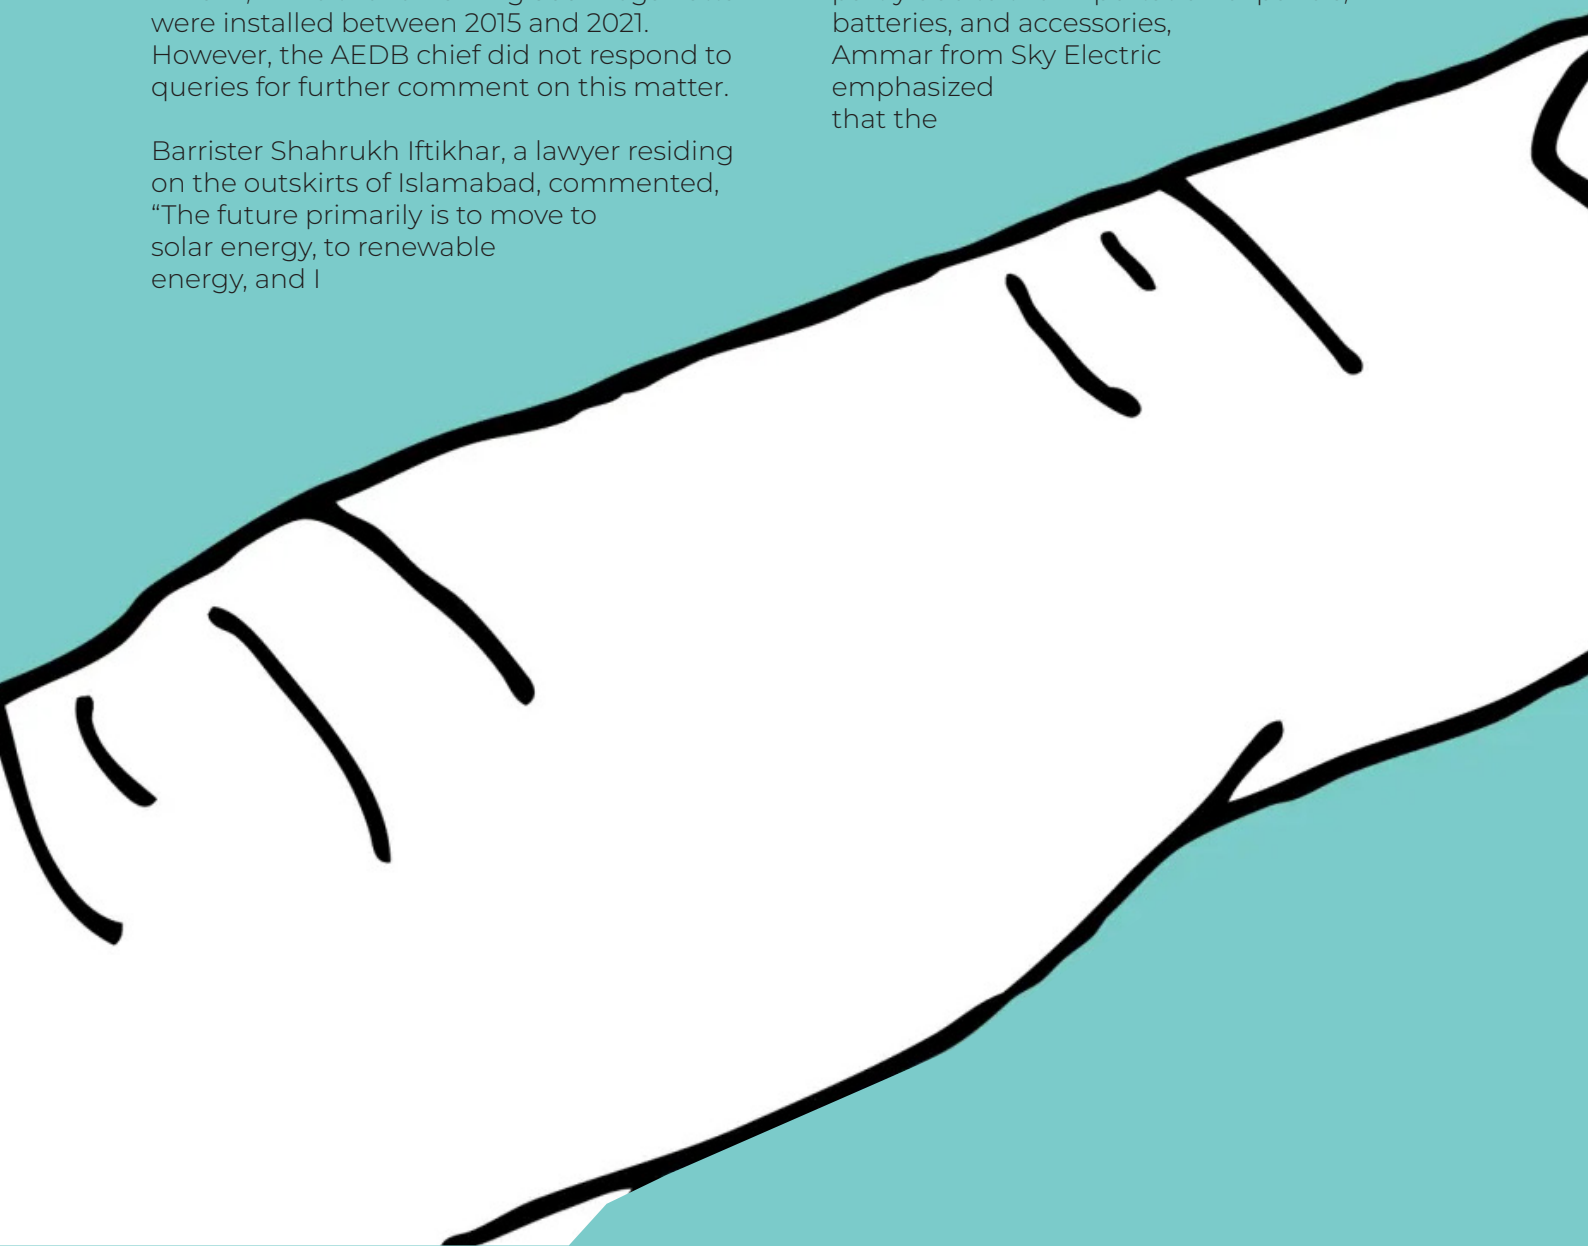 were installed between 2015 and 2021.
However, the AEDB chief did not respond to
queries for further comment on this matter.
Barrister Shahrukh Iftikhar, a lawyer residing
on the outskirts of Islamabad, commented,
“The future primarily is to move to
solar energy, to renewable
energy, and I
batteries, and accessories,
Ammar from Sky Electric
emphasized
that the